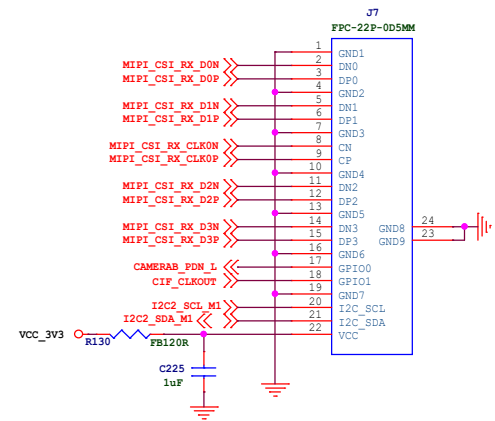 J7
FPC-22P-0D5MM
1 GND1
MIPI_CSI_RX_D0N 2 DN0
MIPI_CSI_RX_D0P 3 DP0
4 GND2
MIPI_CSI_RX_D1N 5 DN1
MIPI_CSI_RX_D1P 6 DP1
7 GND3
MIPI_CSI_RX_CLK0N 8 CN
MIPI_CSI_RX_CLK0P 9 CP
10 GND4
MIPI_CSI_RX_D2N 11 DN2
MIPI_CSI_RX_D2P 12 DP2
13 GND5
MIPI_CSI_RX_D3N 14 DN3 GND8 24
MIPI_CSI_RX_D3P 15 DP3 GND9 23
16 GND6
CAMERAB_PDN_L 17 GPIO0
CIF_CLKOUT 18 GPIO1
19 GND7
I2C2_SCL_M1 20 I2C_SCL
I2C2_SDA_M1 21 I2C_SDA
VCC_3V3 22 VCC
R130 FB120R
C225
1uF